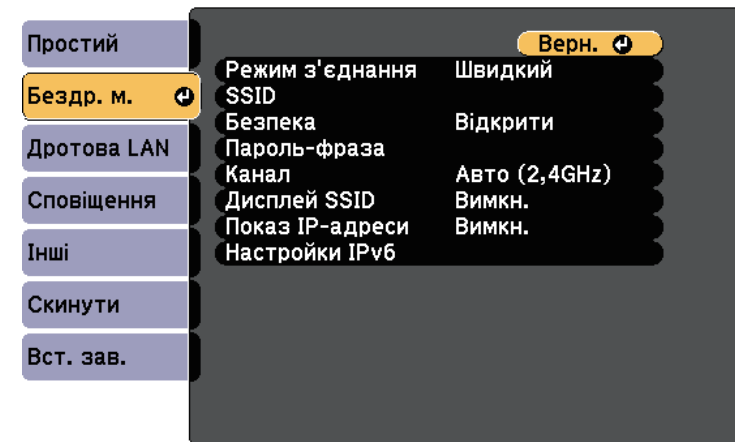 Простий
Бездр. м.
Дротова LAN
Сповіщення
Інші
Скинути
Вст. зав.
Верн.
Режим з'єднання Швидкий
SSID
Безпека Відкрити
Пароль-фраза
Канал Авто (2,4GHz)
Дисплей SSID Вимкн.
Показ IP-адреси Вимкн.
Настройки IPv6